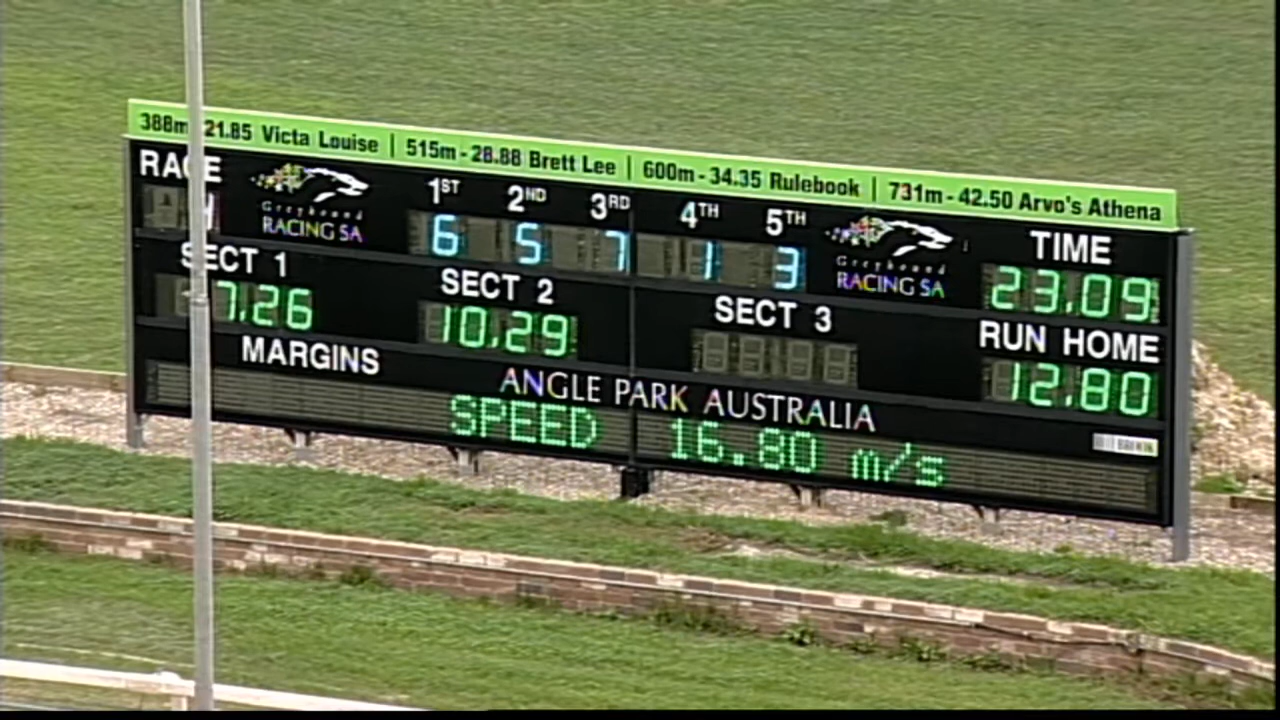 388m 21.85 Victa Louise | 515m - 28.88 Brett Lee | 600m - 34.35 Rulebook | 731m - 42.50 Arvo's Athena
RACE
Greyhound
RACING SA
1ST 2ND 3RD 4TH 5TH
6 5 7 1 3
Greyhound
RACING SA
TIME
23.09
SECT 1
7.26
SECT 2
10.29
SECT 3
RUN HOME
12.80
MARGINS
ANGLE PARK AUSTRALIA
SPEED 16.80 m/s